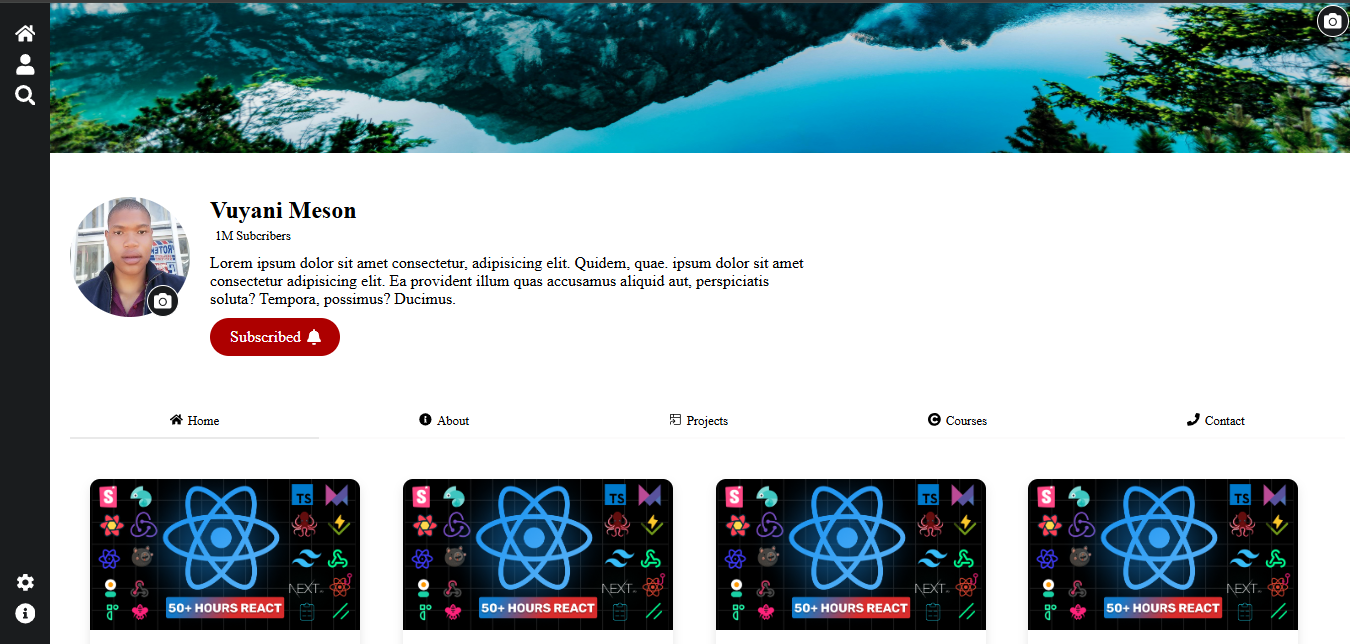 Vuyani Meson
1M Subcribers
Lorem ipsum dolor sit amet consectetur, adipisicing elit. Quidem, quae. ipsum dolor sit amet
consectetur adipisicing elit. Ea provident illum quas accusamus aliquid aut, perspiciatis
soluta? Tempora, possimus? Ducimus.
Subscribed
Home
About
Projects
Courses
Contact
S
TS
NEXT
50+ HOURS REACT
S
TS
NEXT
50+ HOURS REACT
S
TS
NEXT
50+ HOURS REACT
S
TS
NEXT
50+ HOURS REACT